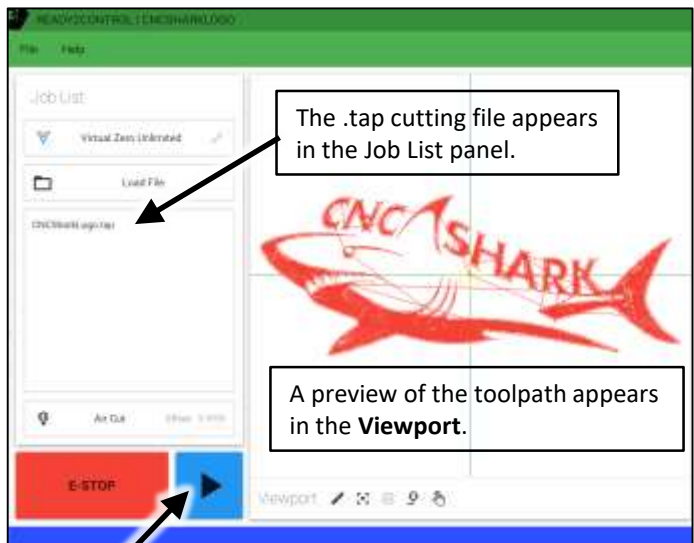 READY2CONTROL | CNCSHARKLOGO
File Help
Job List
Virtual Zero Unlimited
Load File
CNCSharkLogo.tap
The .tap cutting file appears
in the Job List panel.
CNC SHARK
A preview of the toolpath appears
in the Viewport.
Air Cut
E-STOP
Viewport